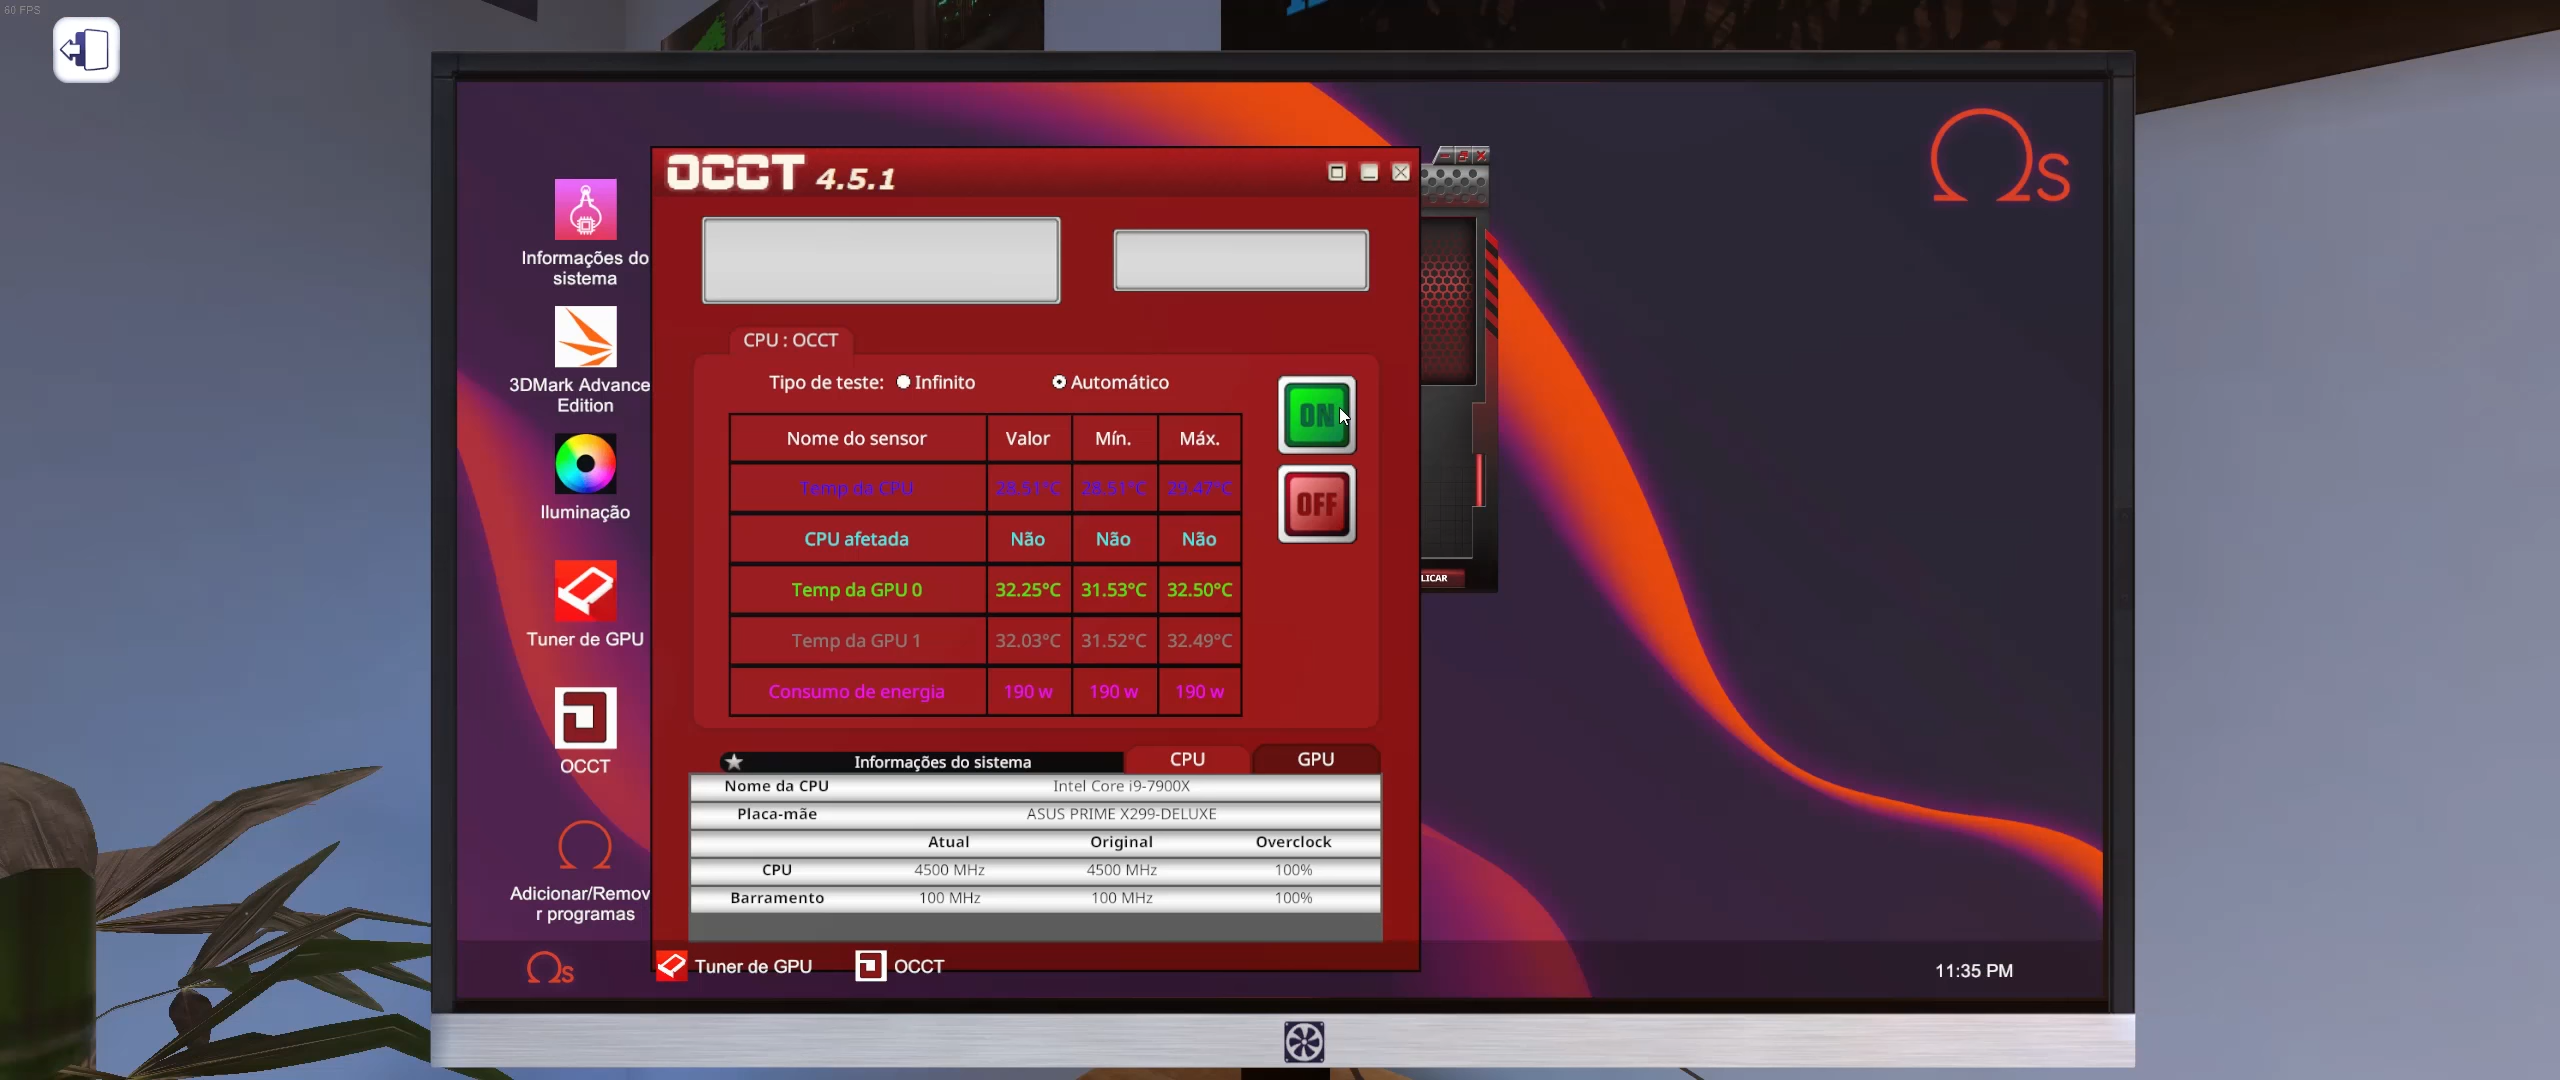 60 FPS
Ωs
OCCT 4.5.1
Informações do
sistema
3DMark Advance
Edition
Iluminação
Tuner de GPU
OCCT
Adicionar/Remov
r programas
CPU : OCCT
Tipo de teste: Infinito Automático
ON
OFF
Nome do sensor Valor Mín. Máx.
Temp da CPU 28.51°C 28.51°C 29.47°C
CPU afetada Não Não Não
Temp da GPU 0 32.25°C 31.53°C 32.50°C
Temp da GPU 1 32.03°C 31.52°C 32.49°C
Consumo de energia 190 w 190 w 190 w
LICAR
Informações do sistema CPU GPU
Nome da CPU Intel Core i9-7900X
Placa-mãe ASUS PRIME X299-DELUXE
Atual Original Overclock
CPU 4500 MHz 4500 MHz 100%
Barramento 100 MHz 100 MHz 100%
Ωs Tuner de GPU OCCT 11:35 PM